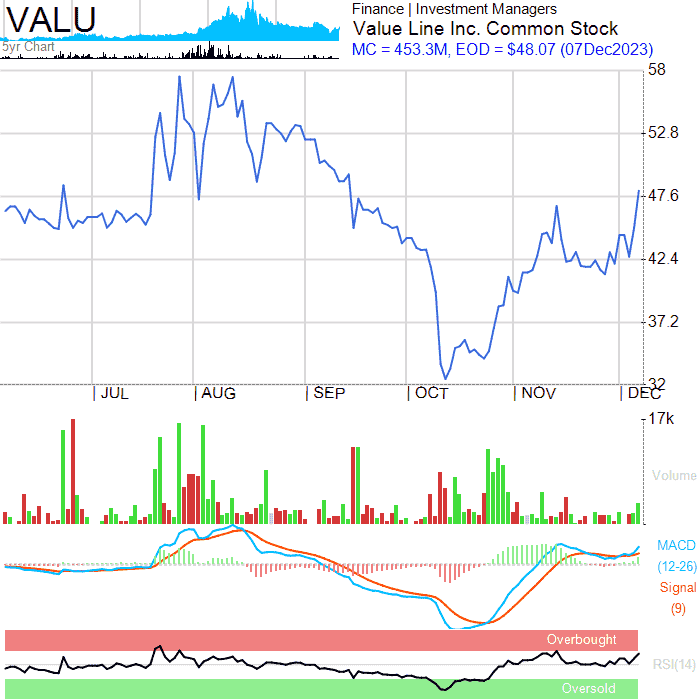 VALU
5yr Chart
Finance | Investment Managers
Value Line Inc. Common Stock
MC = 453.3M, EOD = $48.07 (07Dec2023)
58
52.8
47.6
42.4
37.2
32
JUL AUG SEP OCT NOV DEC
17k
Volume
MACD
(12-26)
Signal
(9)
Overbought
RSI(14)
Oversold